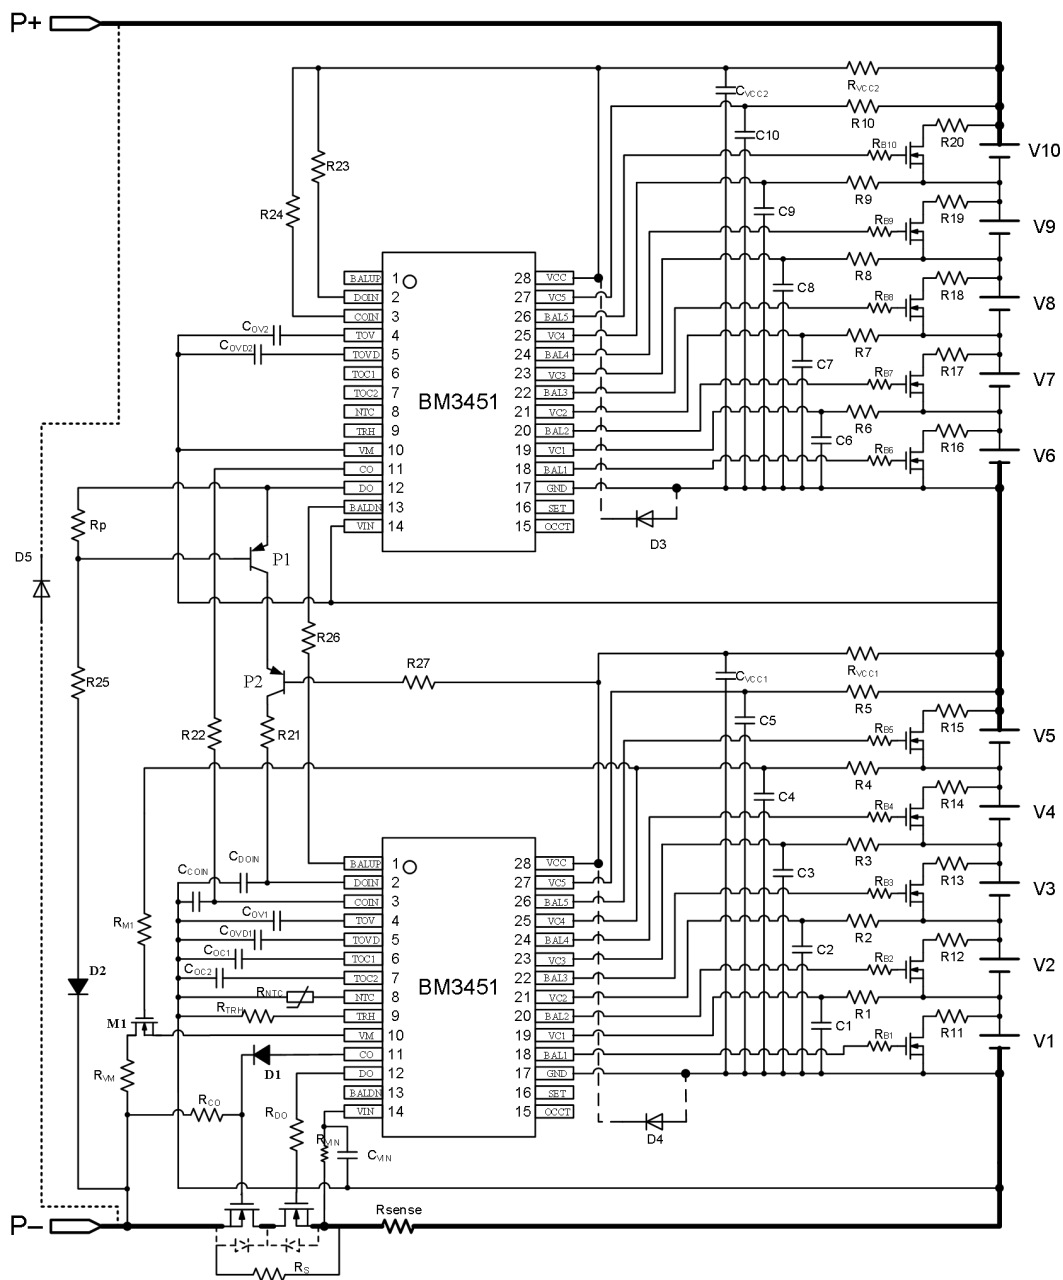 P+
RVCC2
CVCC2
R10
C10
RB10
R20
V10
R23
R9
C9
R24
RB9
R19
V9
R8
C8
RB8
R18
V8
R7
C7
RB7
R17
V7
R6
C6
RB6
R16
V6
BM3451
BALUP 1 28 VCC
DOIN 2 27 VC5
COIN 3 26 BAL5
COV2 TOV 4 25 VC4
COVD2 TOVD 5 24 BAL4
TOC1 6 23 VC3
TOC2 7 22 BAL3
NTC 8 21 VC2
TRH 9 20 BAL2
VM 10 19 VC1
CO 11 18 BAL1
DO 12 17 GND
BALDN 13 16 SET
VIN 14 15 OCCT
D3
Rp
D5
P1
R26
R25
P2
R27
R22
R21
RVCC1
CVCC1
R5
C5
RB5
R15
V5
R4
C4
RB4
R14
V4
R3
C3
RB3
R13
V3
R2
C2
RB2
R12
V2
R1
C1
RB1
R11
V1
CDOIN
CCOIN
BM3451
BALUP 1 28 VCC
DOIN 2 27 VC5
COIN 3 26 BAL5
COV1 TOV 4 25 VC4
COVD1 TOVD 5 24 BAL4
COC1 TOC1 6 23 VC3
COC2 TOC2 7 22 BAL3
RNTC NTC 8 21 VC2
RTRH TRH 9 20 BAL2
VM 10 19 VC1
CO 11 18 BAL1
DO 12 17 GND
BALDN 13 16 SET
VIN 14 15 OCCT
RM1
D2
M1
RVM
D1
RCO
RDO
RVIN
CVIN
D4
P−
Rsense
RS